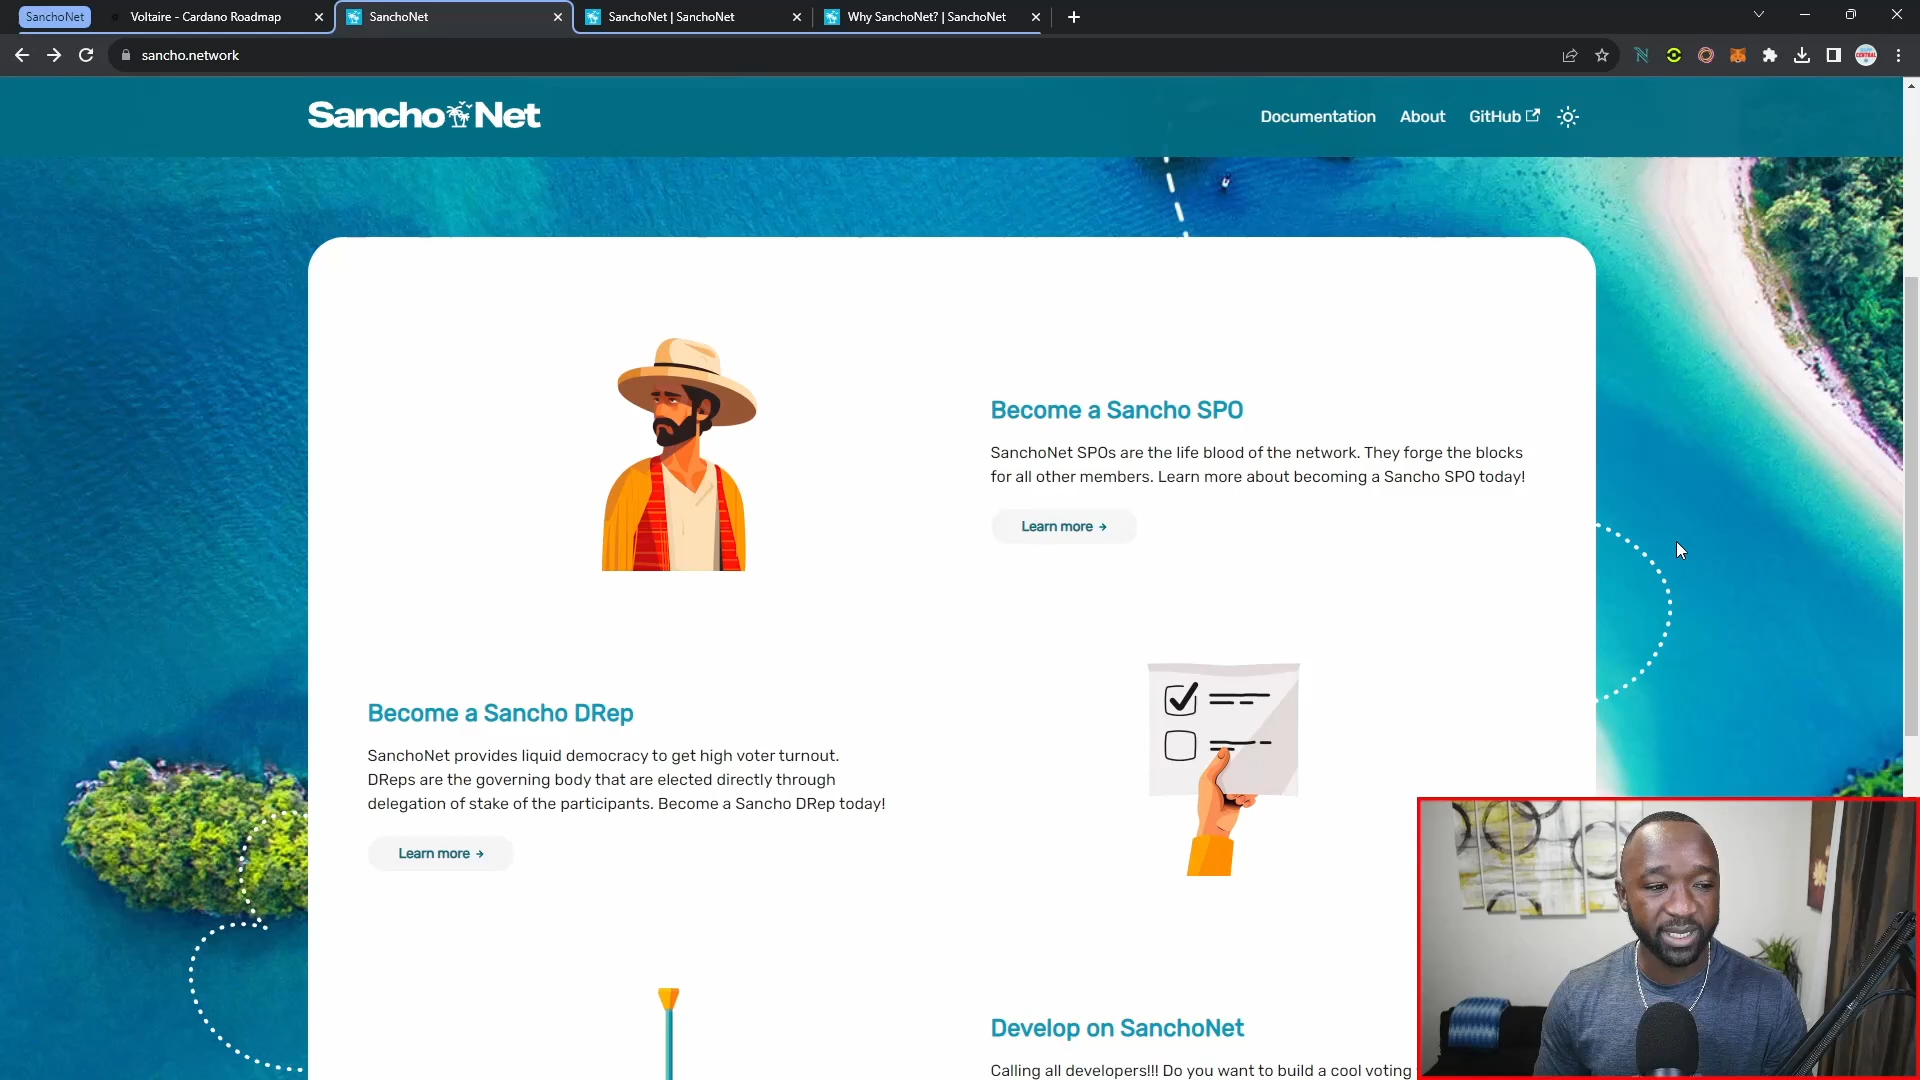 SanchoNet
Voltaire - Cardano Roadmap
SanchoNet
SanchoNet | SanchoNet
Why SanchoNet? | SanchoNet
sancho.network
Sancho Net
Documentation
About
GitHub
Become a Sancho SPO
SanchoNet SPOs are the life blood of the network. They forge the blocks
for all other members. Learn more about becoming a Sancho SPO today!
Learn more →
Become a Sancho DRep
SanchoNet provides liquid democracy to get high voter turnout.
DReps are the governing body that are elected directly through
delegation of stake of the participants. Become a Sancho DRep today!
Learn more →
Develop on SanchoNet
Calling all developers!!! Do you want to build a cool voting